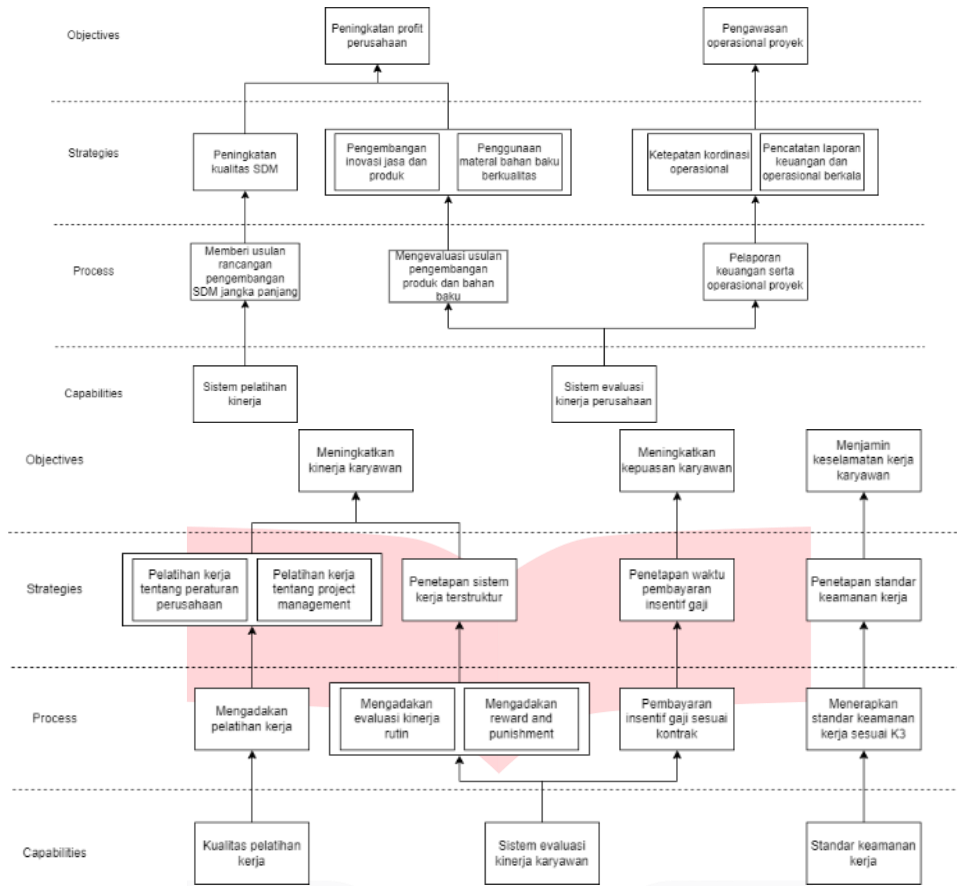 Objectives
Peningkatan profit
perusahaan
Pengawasan
operasional proyek
Strategies
Peningkatan
kualitas SDM
Pengembangan
inovasi jasa dan
produk
Penggunaan
materal bahan baku
berkualitas
Ketepatan kordinasi
operasional
Pencatatan laporan
keuangan dan
operasional berkala
Process
Memberi usulan
rancangan
pengembangan
SDM jangka panjang
Mengevaluasi usulan
pengembangan
produk dan bahan
baku
Pelaporan
keuangan serta
operasional proyek
Capabilities
Sistem pelatihan
kinerja
Sistem evaluasi
kinerja perusahaan
Objectives
Meningkatkan
kinerja karyawan
Meningkatkan
kepuasan karyawan
Menjamin
keselamatan kerja
karyawan
Strategies
Pelatihan kerja
tentang peraturan
perusahaan
Pelatihan kerja
tentang project
management
Penetapan sistem
kerja terstruktur
Penetapan waktu
pembayaran
insentif gaji
Penetapan standar
keamanan kerja
Process
Mengadakan
pelatihan kerja
Mengadakan
evaluasi kinerja
rutin
Mengadakan
reward and
punishment
Pembayaran
insentif gaji sesuai
kontrak
Menerapkan
standar keamanan
kerja sesuai K3
Capabilities
Kualitas pelatihan
kerja
Sistem evaluasi
kinerja karyawan
Standar keamanan
kerja